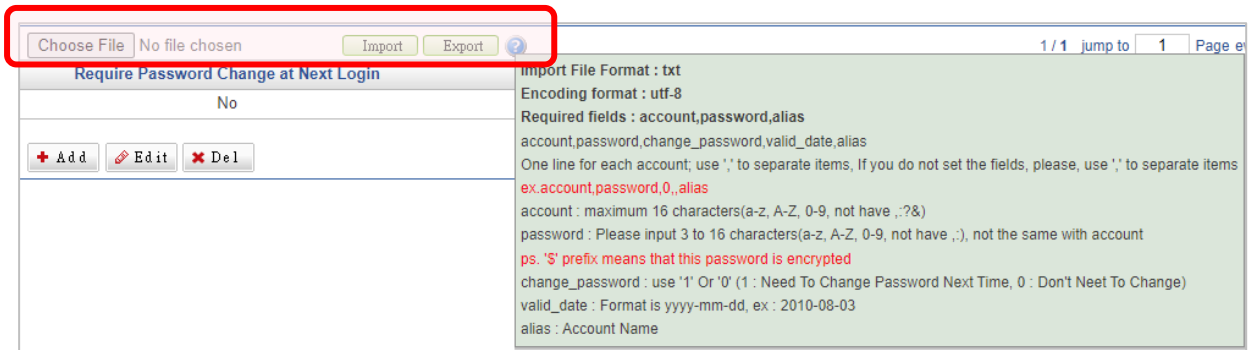 Choose File No file chosen Import Export ? 1 / 1 jump to 1 Page
Require Password Change at Next Login
No
Add Edit Del
Import File Format : txt
Encoding format : utf-8
Required fields : account,password,alias
account,password,change_password,valid_date,alias
One line for each account; use ',' to separate items, If you do not set the fields, please, use ',' to separate items
ex.account,password,0,,alias
account : maximum 16 characters(a-z, A-Z, 0-9, not have ,:?&)
password : Please input 3 to 16 characters(a-z, A-Z, 0-9, not have ,:), not the same with account
ps. '$' prefix means that this password is encrypted
change_password : use '1' Or '0' (1 : Need To Change Password Next Time, 0 : Don't Neet To Change)
valid_date : Format is yyyy-mm-dd, ex : 2010-08-03
alias : Account Name